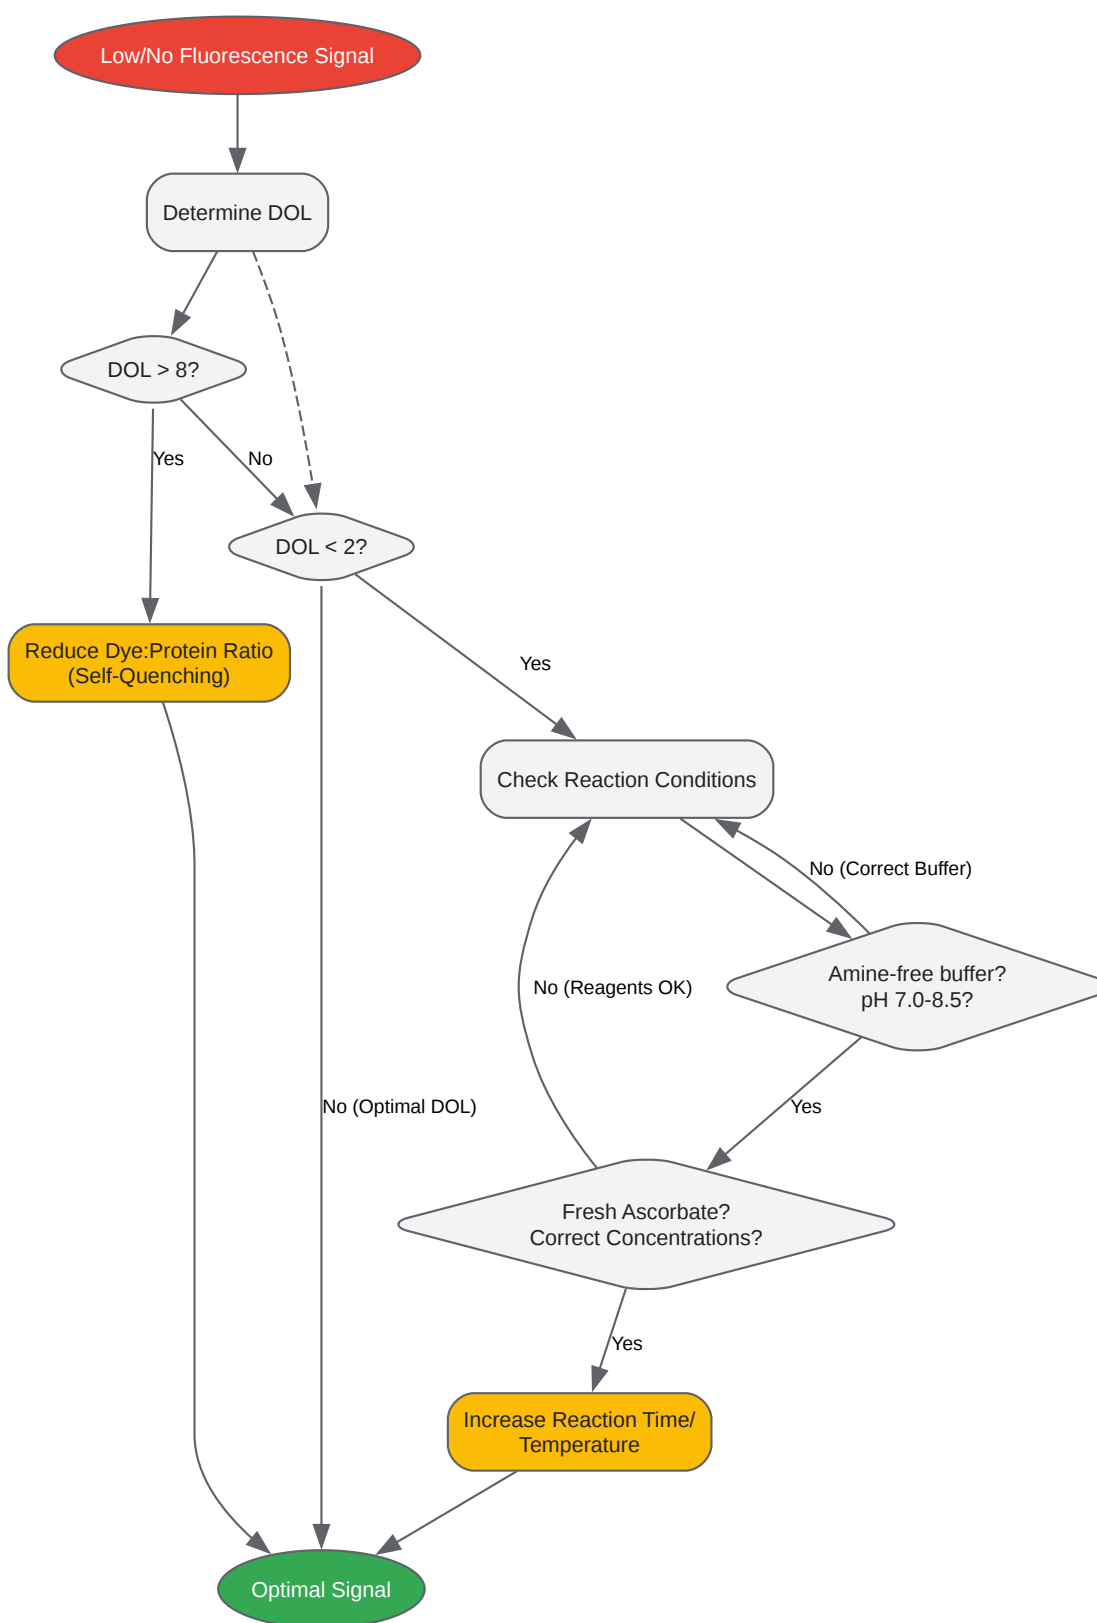 Low/No Fluorescence Signal
Determine DOL
DOL > 8?
Yes
No
DOL < 2?
Reduce Dye:Protein Ratio
(Self-Quenching)
Yes
Check Reaction Conditions
No (Correct Buffer)
Amine-free buffer?
pH 7.0-8.5?
No (Reagents OK)
Yes
No (Optimal DOL)
Fresh Ascorbate?
Correct Concentrations?
Yes
Increase Reaction Time/
Temperature
Optimal Signal